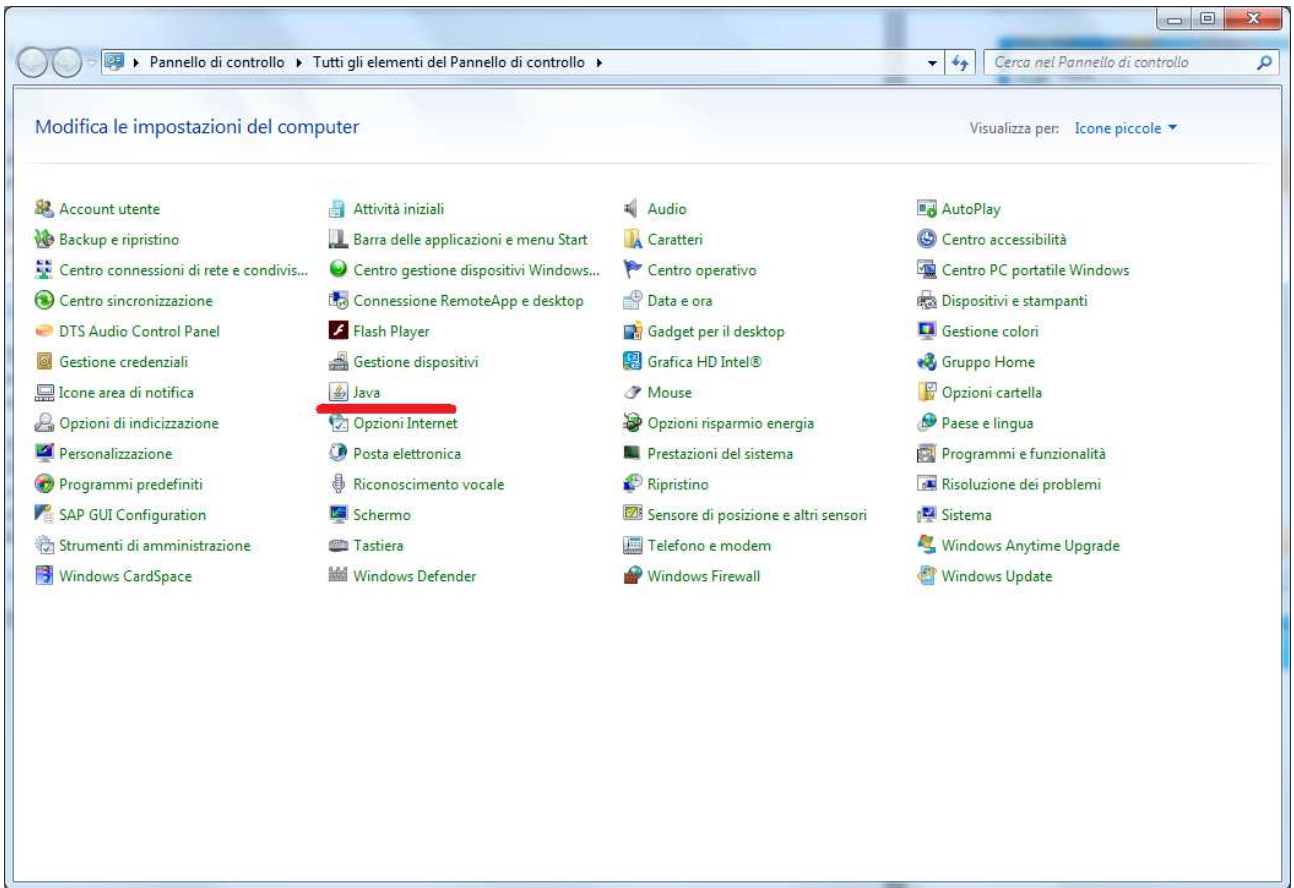 Pannello di controllo Tutti gli elementi del Pannello di controllo
Cerca nel Pannello di controllo
Modifica le impostazioni del computer
Visualizza per: Icone piccole
Account utente
Attività iniziali
Audio
AutoPlay
Backup e ripristino
Barra delle applicazioni e menu Start
Caratteri
Centro accessibilità
Centro connessioni di rete e condivis...
Centro gestione dispositivi Windows...
Centro operativo
Centro PC portatile Windows
Centro sincronizzazione
Connessione RemoteApp e desktop
Data e ora
Dispositivi e stampanti
DTS Audio Control Panel
Flash Player
Gadget per il desktop
Gestione colori
Gestione credenziali
Gestione dispositivi
Grafica HD Intel®
Gruppo Home
Icone area di notifica
Java
Mouse
Opzioni cartella
Opzioni di indicizzazione
Opzioni Internet
Opzioni risparmio energia
Paese e lingua
Personalizzazione
Posta elettronica
Prestazioni del sistema
Programmi e funzionalità
Programmi predefiniti
Riconoscimento vocale
Ripristino
Risoluzione dei problemi
SAP GUI Configuration
Schermo
Sensore di posizione e altri sensori
Sistema
Strumenti di amministrazione
Tastiera
Telefono e modem
Windows Anytime Upgrade
Windows CardSpace
Windows Defender
Windows Firewall
Windows Update